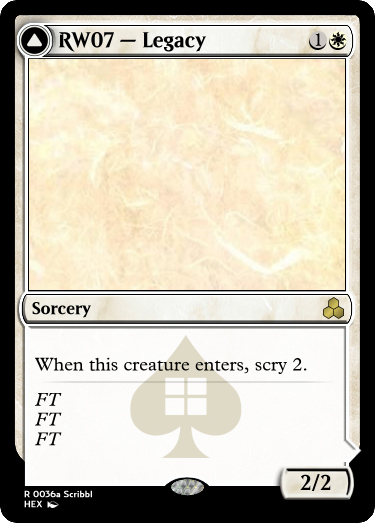 RW07 — Legacy 1
Sorcery
When this creature enters, scry 2.
FT
FT
FT
2/2
R 0036a Scribbl
HEX